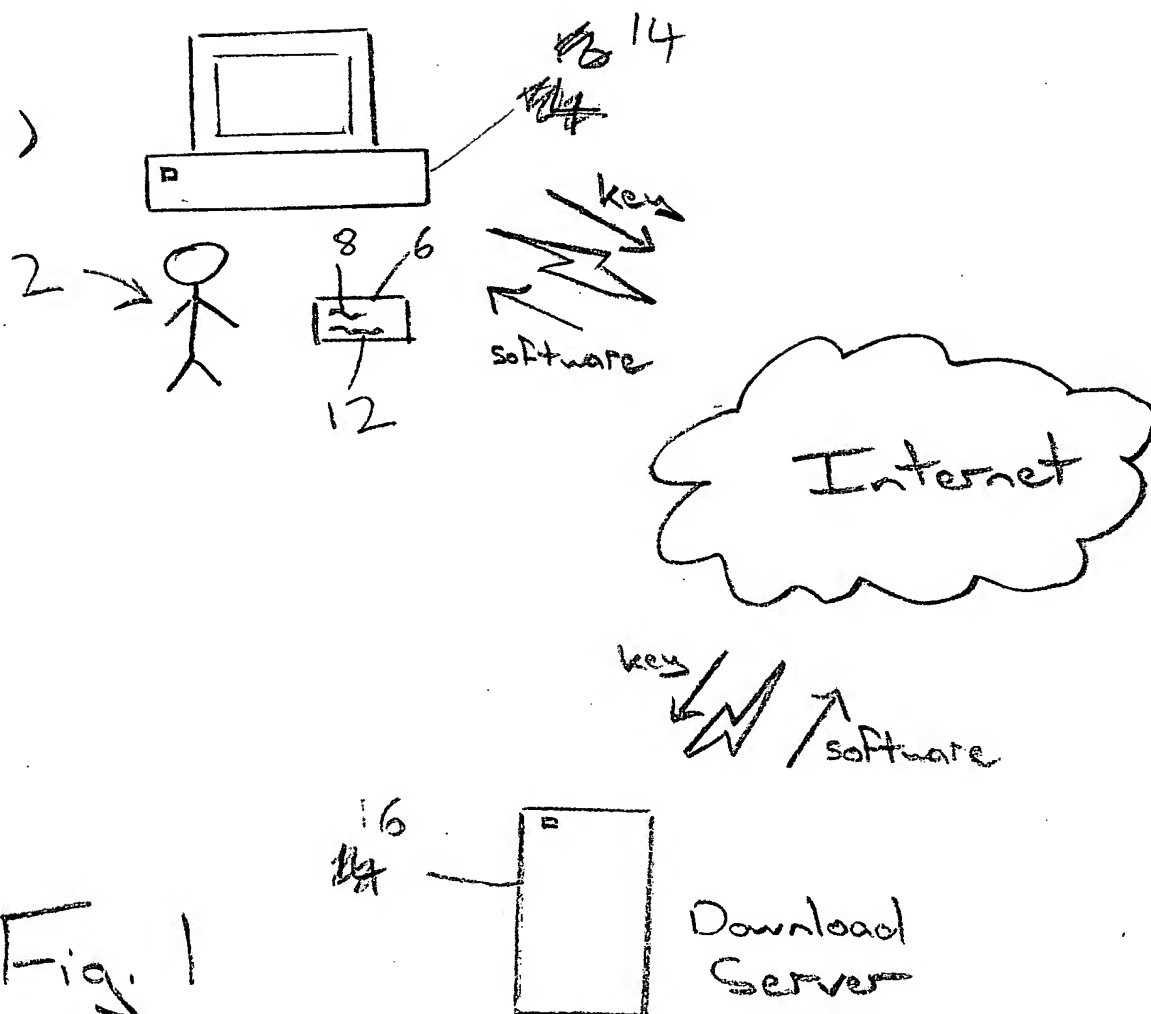 14
)
key
2
8 6
software
12
Internet
key
software
16
Download
Server
Fig. 1